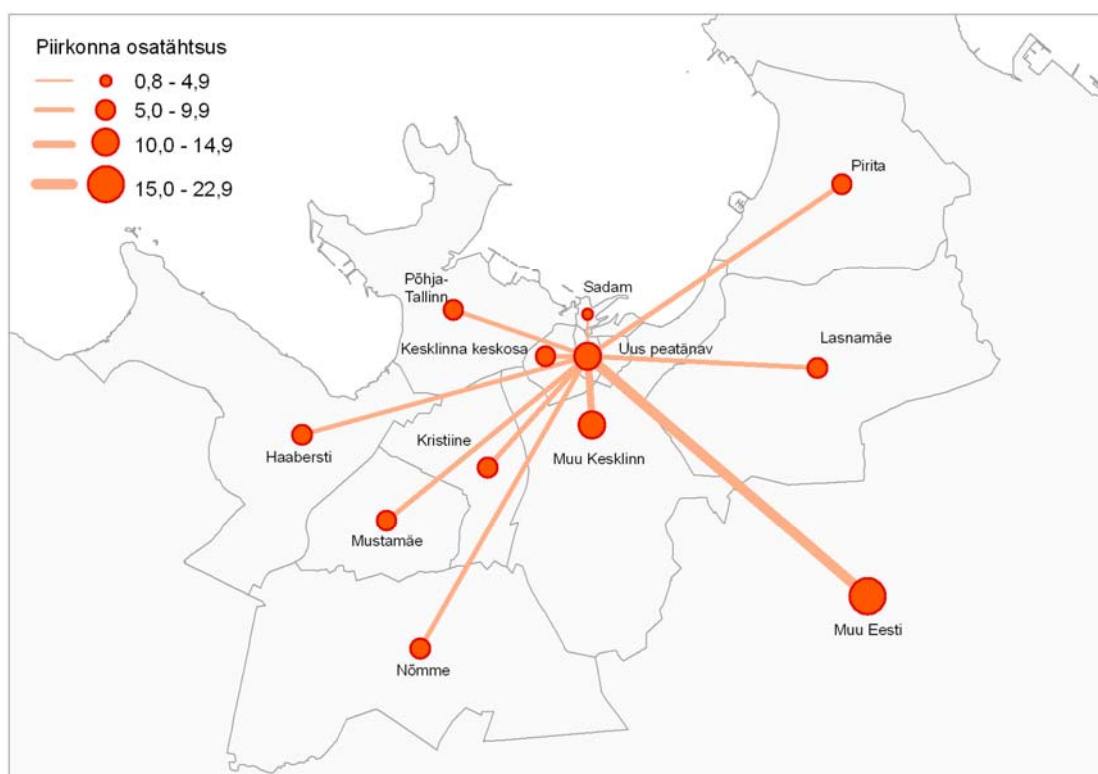 Piirkonna osatähtsus
0,8 - 4,9
5,0 - 9,9
10,0 - 14,9
15,0 - 22,9
Pirita
Põhja-
Tallinn
Sadam
Kesklinna keskosa
Uus peatänav
Lasnamäe
Haabersti
Kristiine
Muu Kesklinn
Mustamäe
Muu Eesti
Nõmme